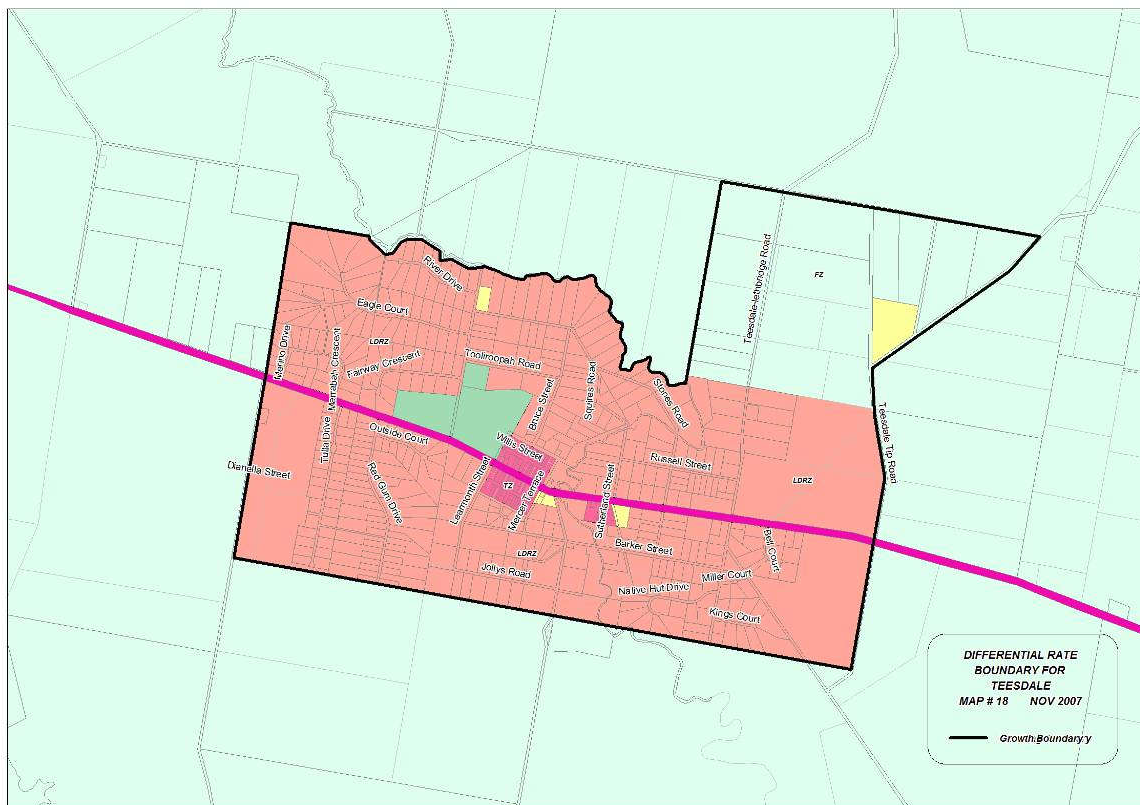 Teesdale-lethbridge Road
FZ
River Drive
Eagle Court
Merino Drive
LDRZ
Marrabah Crescent
Fairway Crescent
Tooliroopah Road
Bruce Street
Squires Road
Stones Road
Teesdale Tip Road
Outside Court
Tulla Drive
Willis Street
Russell Street
Dianella Street
Red Gum Drive
Learmonth Street
TZ
Mercer Terrace
Sutherland Street
LDRZ
LDRZ
Barker Street
Bell Court
Jollys Road
Native Hut Drive
Miller Court
Kings Court
DIFFERENTIAL RATE
BOUNDARY FOR
TEESDALE
MAP # 18 NOV 2007
Growth Boundary